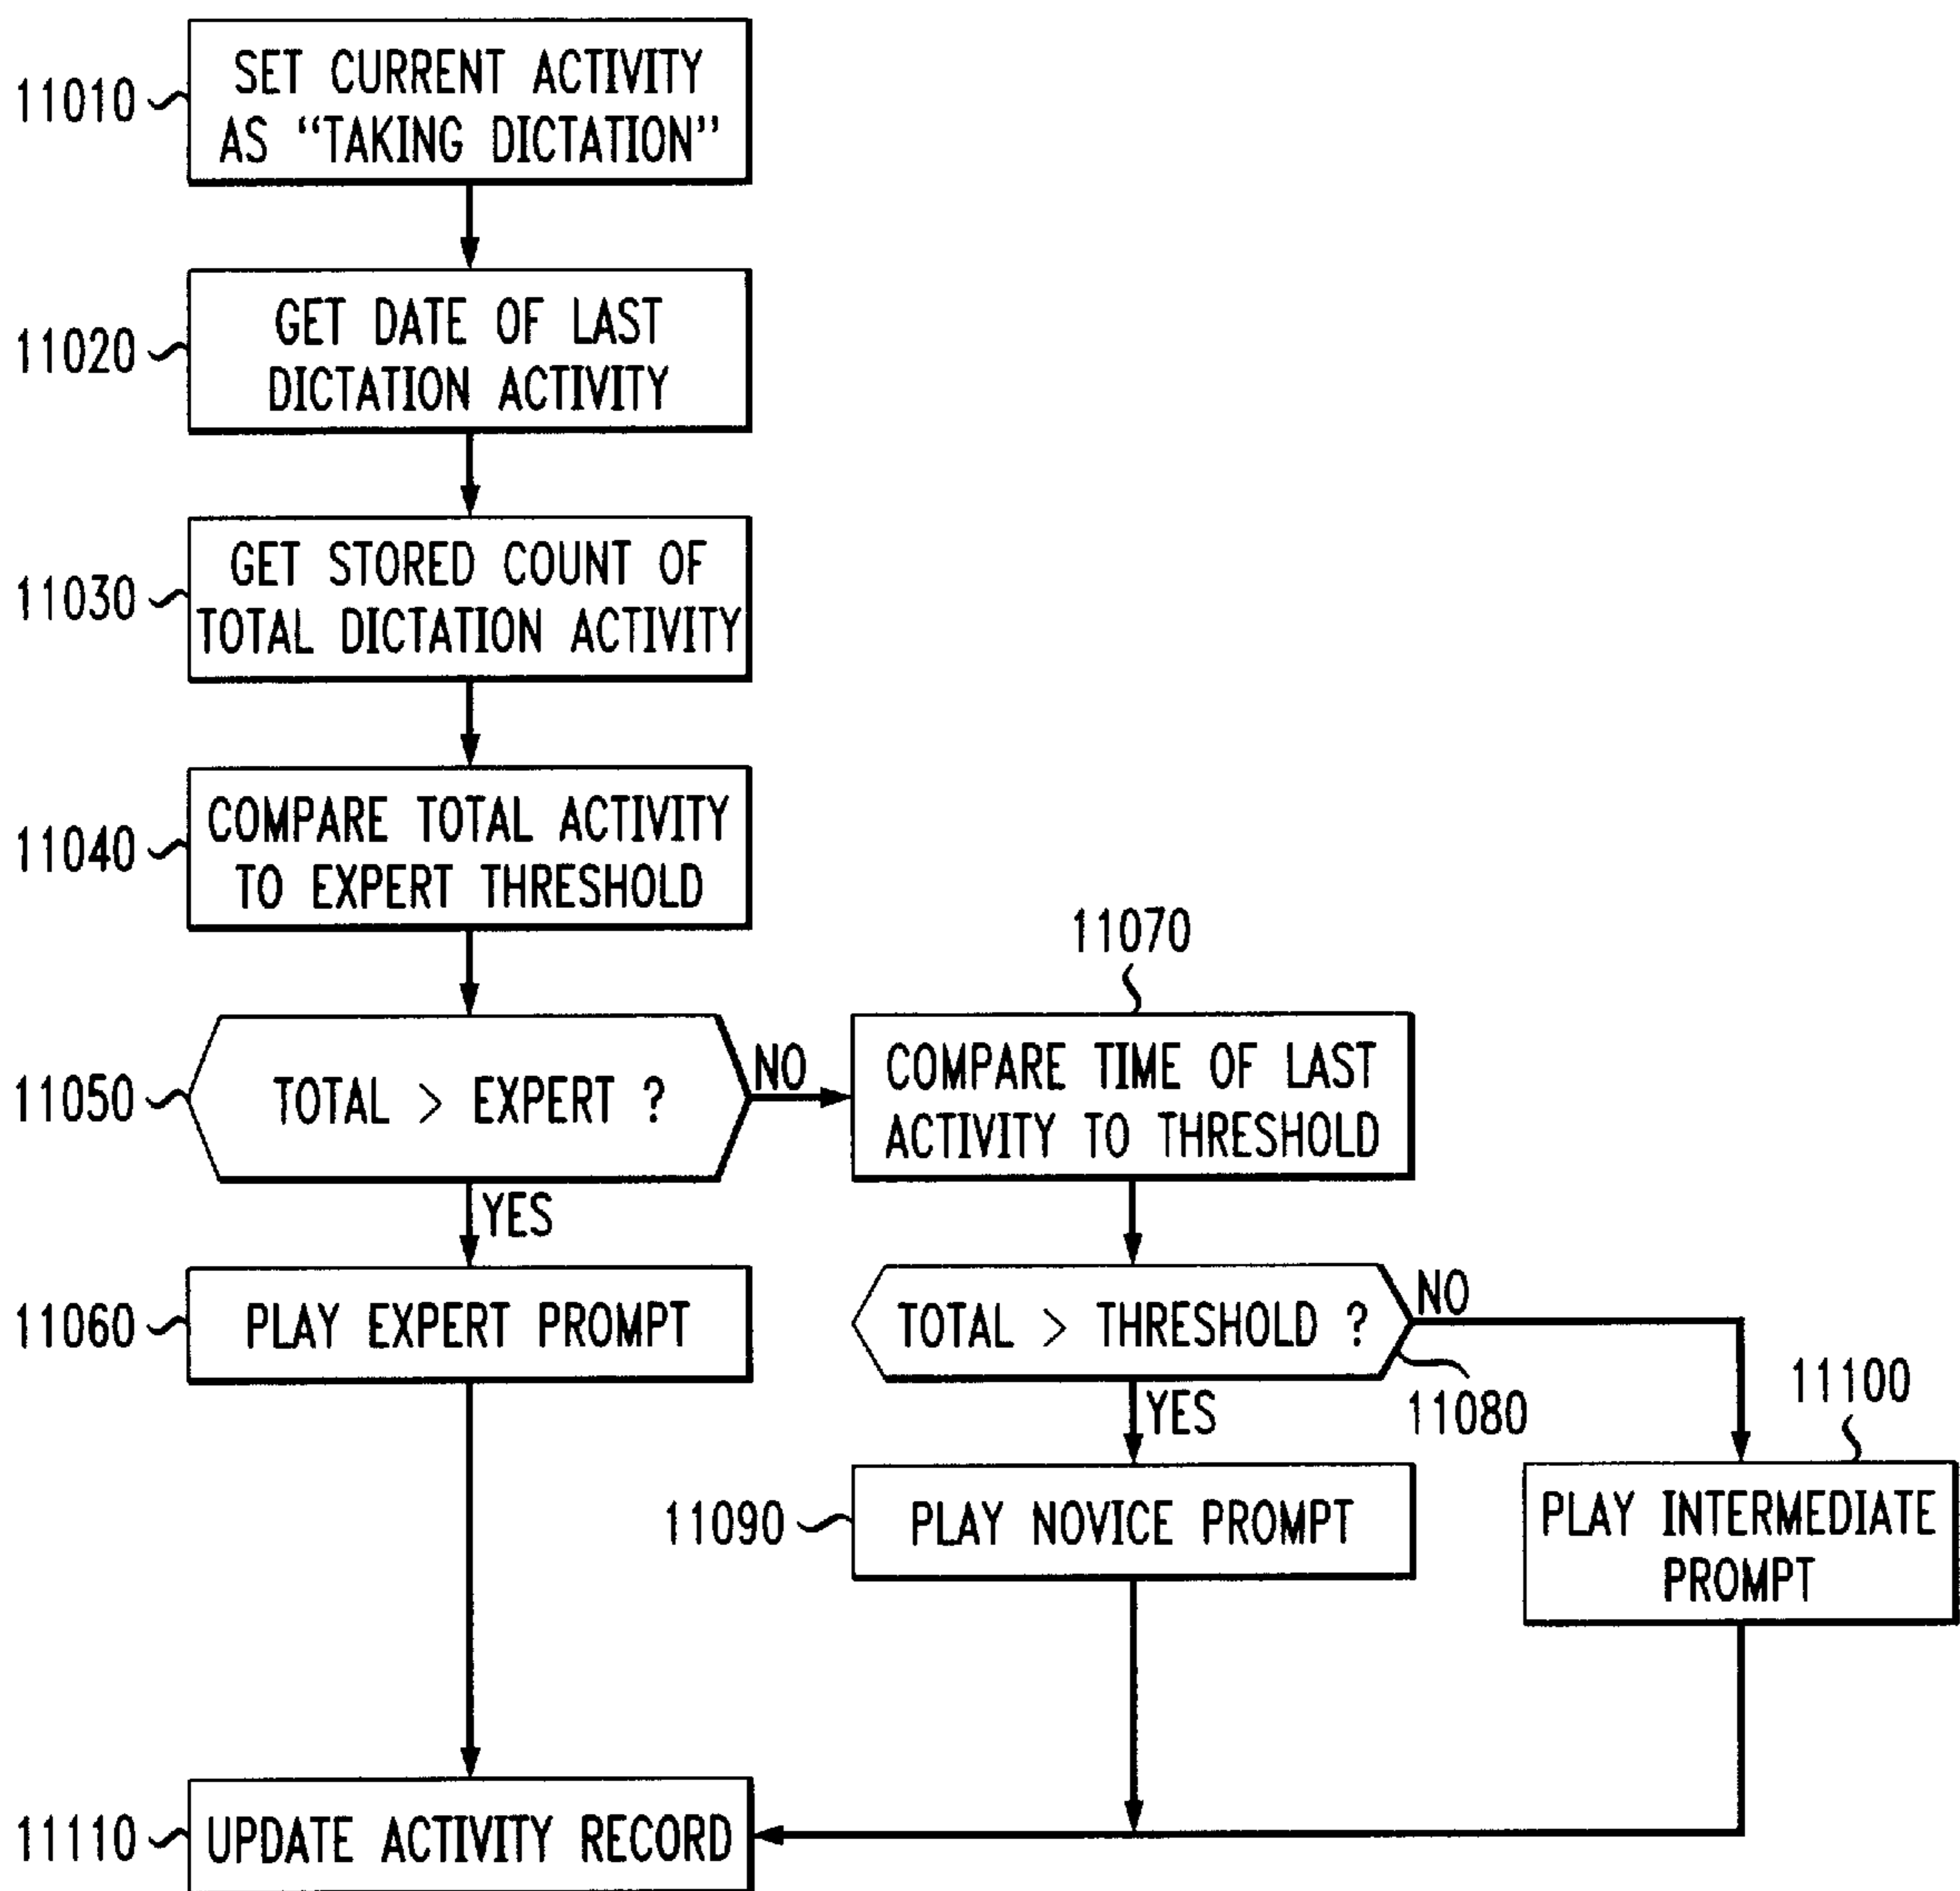 11010
SET CURRENT ACTIVITY
AS “TAKING DICTATION”
11020
GET DATE OF LAST
DICTATION ACTIVITY
11030
GET STORED COUNT OF
TOTAL DICTATION ACTIVITY
11040
COMPARE TOTAL ACTIVITY
TO EXPERT THRESHOLD
11050
TOTAL > EXPERT ?
NO
YES
11070
COMPARE TIME OF LAST
ACTIVITY TO THRESHOLD
11060
PLAY EXPERT PROMPT
TOTAL > THRESHOLD ?
NO
11080
YES
11100
11090
PLAY NOVICE PROMPT
PLAY INTERMEDIATE
PROMPT
11110
UPDATE ACTIVITY RECORD